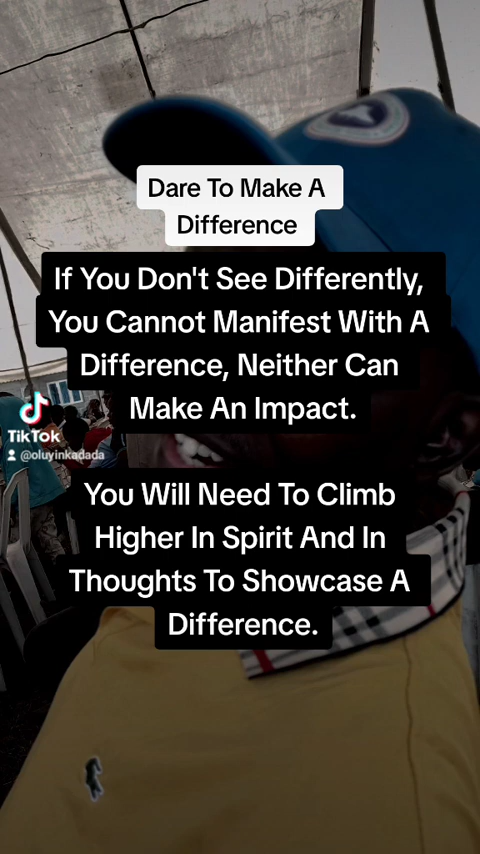 Dare To Make A
Difference
If You Don't See Differently,
You Cannot Manifest With A
Difference, Neither Can
Make An Impact.
TikTok
@oluyinkadada
You Will Need To Climb
Higher In Spirit And In
Thoughts To Showcase A
Difference.